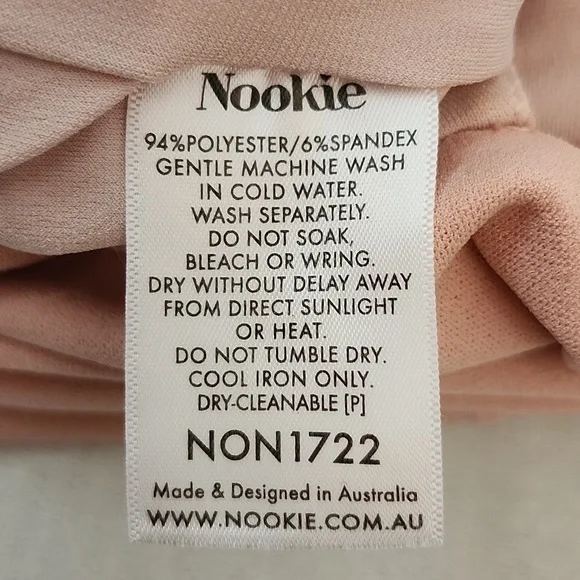 Nookie
94%POLYESTER/6%SPANDEX
GENTLE MACHINE WASH
IN COLD WATER.
WASH SEPARATELY.
DO NOT SOAK,
BLEACH OR WRING.
DRY WITHOUT DELAY AWAY
FROM DIRECT SUNLIGHT
OR HEAT.
DO NOT TUMBLE DRY.
COOL IRON ONLY.
DRY-CLEANABLE [P]
NON1722
Made & Designed in Australia
WWW.NOOKIE.COM.AU